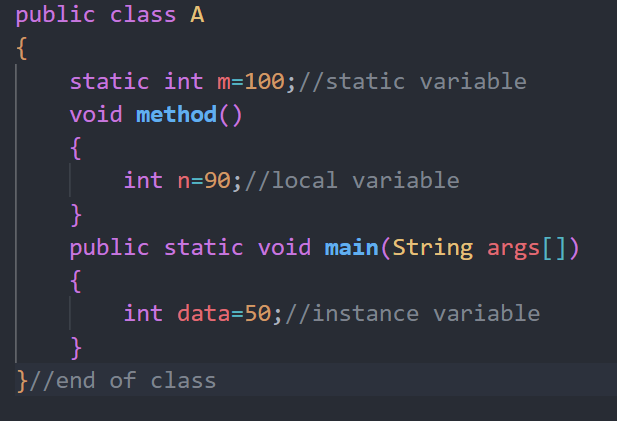 public class A
{
static int m=100;//static variable
void method()
{
int n=90;//local variable
}
public static void main(String args[])
{
int data=50;//instance variable
}
}//end of class